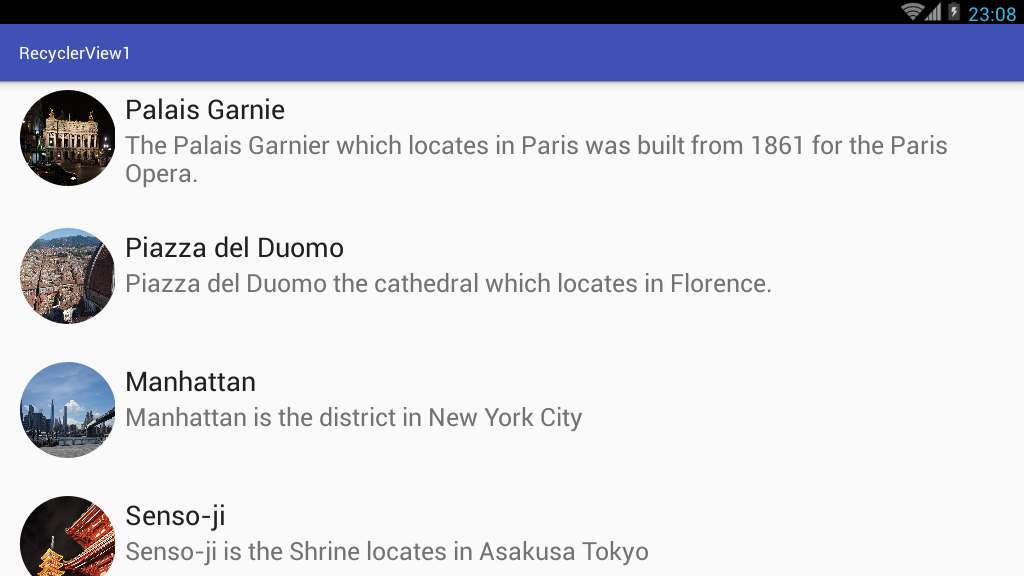 23:08
RecyclerView1
Palais Garnie
The Palais Garnier which locates in Paris was built from 1861 for the Paris
Opera.
Piazza del Duomo
Piazza del Duomo the cathedral which locates in Florence.
Manhattan
Manhattan is the district in New York City
Senso-ji
Senso-ji is the Shrine locates in Asakusa Tokyo